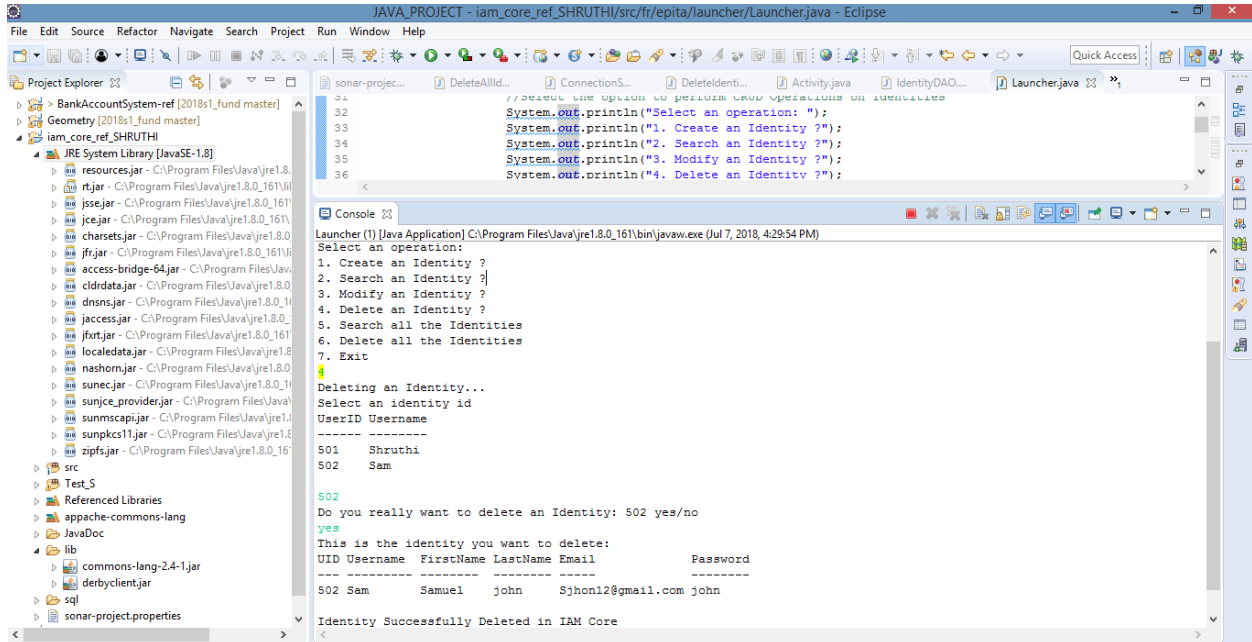 JAVA_PROJECT - iam_core_ref_SHRUTHI/src/fr/epita/launcher/Launcher.java - Eclipse
File Edit Source Refactor Navigate Search Project Run Window Help
Quick Access
Project Explorer
> BankAccountSystem-ref [2018s1_fund master]
Geometry [2018s1_fund master]
iam_core_ref_SHRUTHI
JRE System Library [JavaSE-1.8]
resources.jar - C:\Program Files\Java\jre1.8.
rt.jar - C:\Program Files\Java\jre1.8.0_161\lil
jsse.jar - C:\Program Files\Java\jre1.8.0_161\
jce.jar - C:\Program Files\Java\jre1.8.0_161\
charsets.jar - C:\Program Files\Java\jre1.8.0
jfr.jar - C:\Program Files\Java\jre1.8.0_161\li
access-bridge-64.jar - C:\Program Files\Java
cldrdata.jar - C:\Program Files\Java\jre1.8.0
dnsns.jar - C:\Program Files\Java\jre1.8.0_1
jaccess.jar - C:\Program Files\Java\jre1.8.0_
jfxrt.jar - C:\Program Files\Java\jre1.8.0_161
localedata.jar - C:\Program Files\Java\jre1.8
nashorn.jar - C:\Program Files\Java\jre1.8.0
sunec.jar - C:\Program Files\Java\jre1.8.0_1
sunjce_provider.jar - C:\Program Files\Java\
sunmscapi.jar - C:\Program Files\Java\jre1.
sunpkcs11.jar - C:\Program Files\Java\jre1.8
zipfs.jar - C:\Program Files\Java\jre1.8.0_16
src
Test_S
Referenced Libraries
appache-commons-lang
JavaDoc
lib
commons-lang-2.4-1.jar
derbyclient.jar
sql
sonar-project.properties
sonar-projec... DeleteAllId... ConnectionS... DeleteIdenti... Activity.java IdentityDAO.... Launcher.java »1
31 //Select the option to perform CRUD operations on identities
32 System.out.println("Select an operation: ");
33 System.out.println("1. Create an Identity ?");
34 System.out.println("2. Search an Identity ?");
35 System.out.println("3. Modify an Identity ?");
36 System.out.println("4. Delete an Identity ?");
Console
Launcher (1) [Java Application] C:\Program Files\Java\jre1.8.0_161\bin\javaw.exe (Jul 7, 2018, 4:29:54 PM)
Select an operation:
1. Create an Identity ?
2. Search an Identity ?
3. Modify an Identity ?
4. Delete an Identity ?
5. Search all the Identities
6. Delete all the Identities
7. Exit
4
Deleting an Identity...
Select an identity id
UserID Username
------ --------
501 Shruthi
502 Sam
502
Do you really want to delete an Identity: 502 yes/no
yes
This is the identity you want to delete:
UID Username FirstName LastName Email Password
--- --------- -------- -------- ----- --------
502 Sam Samuel john Sjhon12@gmail.com john
Identity Successfully Deleted in IAM Core